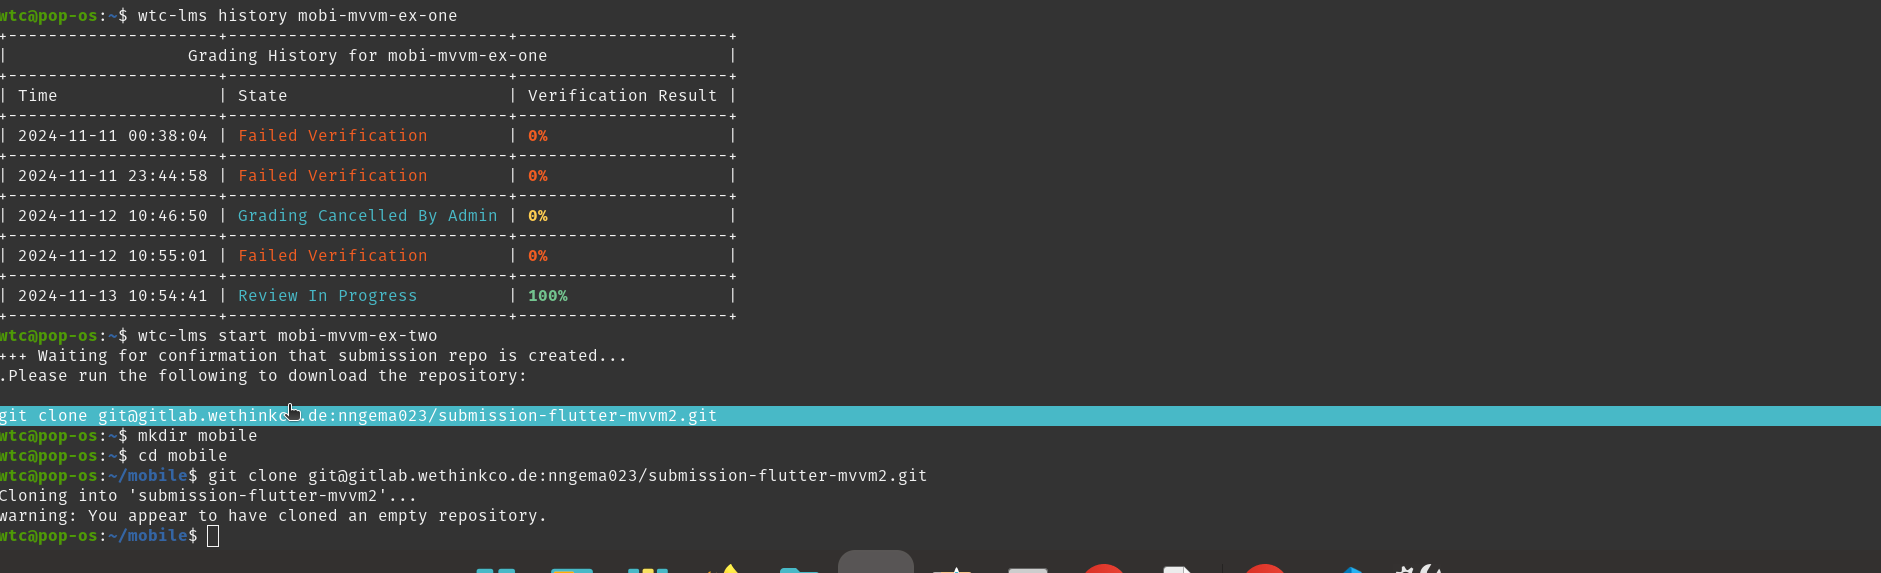 wtc@pop-os:~$ wtc-lms history mobi-mvvm-ex-one
+---------------------+----------------------------+---------------------+
|                  Grading History for mobi-mvvm-ex-one                  |
+---------------------+----------------------------+---------------------+
| Time                | State                      | Verification Result |
+---------------------+----------------------------+---------------------+
| 2024-11-11 00:38:04 | Failed Verification        | 0%                  |
+---------------------+----------------------------+---------------------+
| 2024-11-11 23:44:58 | Failed Verification        | 0%                  |
+---------------------+----------------------------+---------------------+
| 2024-11-12 10:46:50 | Grading Cancelled By Admin | 0%                  |
+---------------------+----------------------------+---------------------+
| 2024-11-12 10:55:01 | Failed Verification        | 0%                  |
+---------------------+----------------------------+---------------------+
| 2024-11-13 10:54:41 | Review In Progress         | 100%                |
+---------------------+----------------------------+---------------------+
wtc@pop-os:~$ wtc-lms start mobi-mvvm-ex-two
+++ Waiting for confirmation that submission repo is created...
.Please run the following to download the repository:
git clone git@gitlab.wethinkco.de:nngema023/submission-flutter-mvvm2.git
wtc@pop-os:~$ mkdir mobile
wtc@pop-os:~$ cd mobile
wtc@pop-os:~/mobile$ git clone git@gitlab.wethinkco.de:nngema023/submission-flutter-mvvm2.git
Cloning into 'submission-flutter-mvvm2'...
warning: You appear to have cloned an empty repository.
wtc@pop-os:~/mobile$